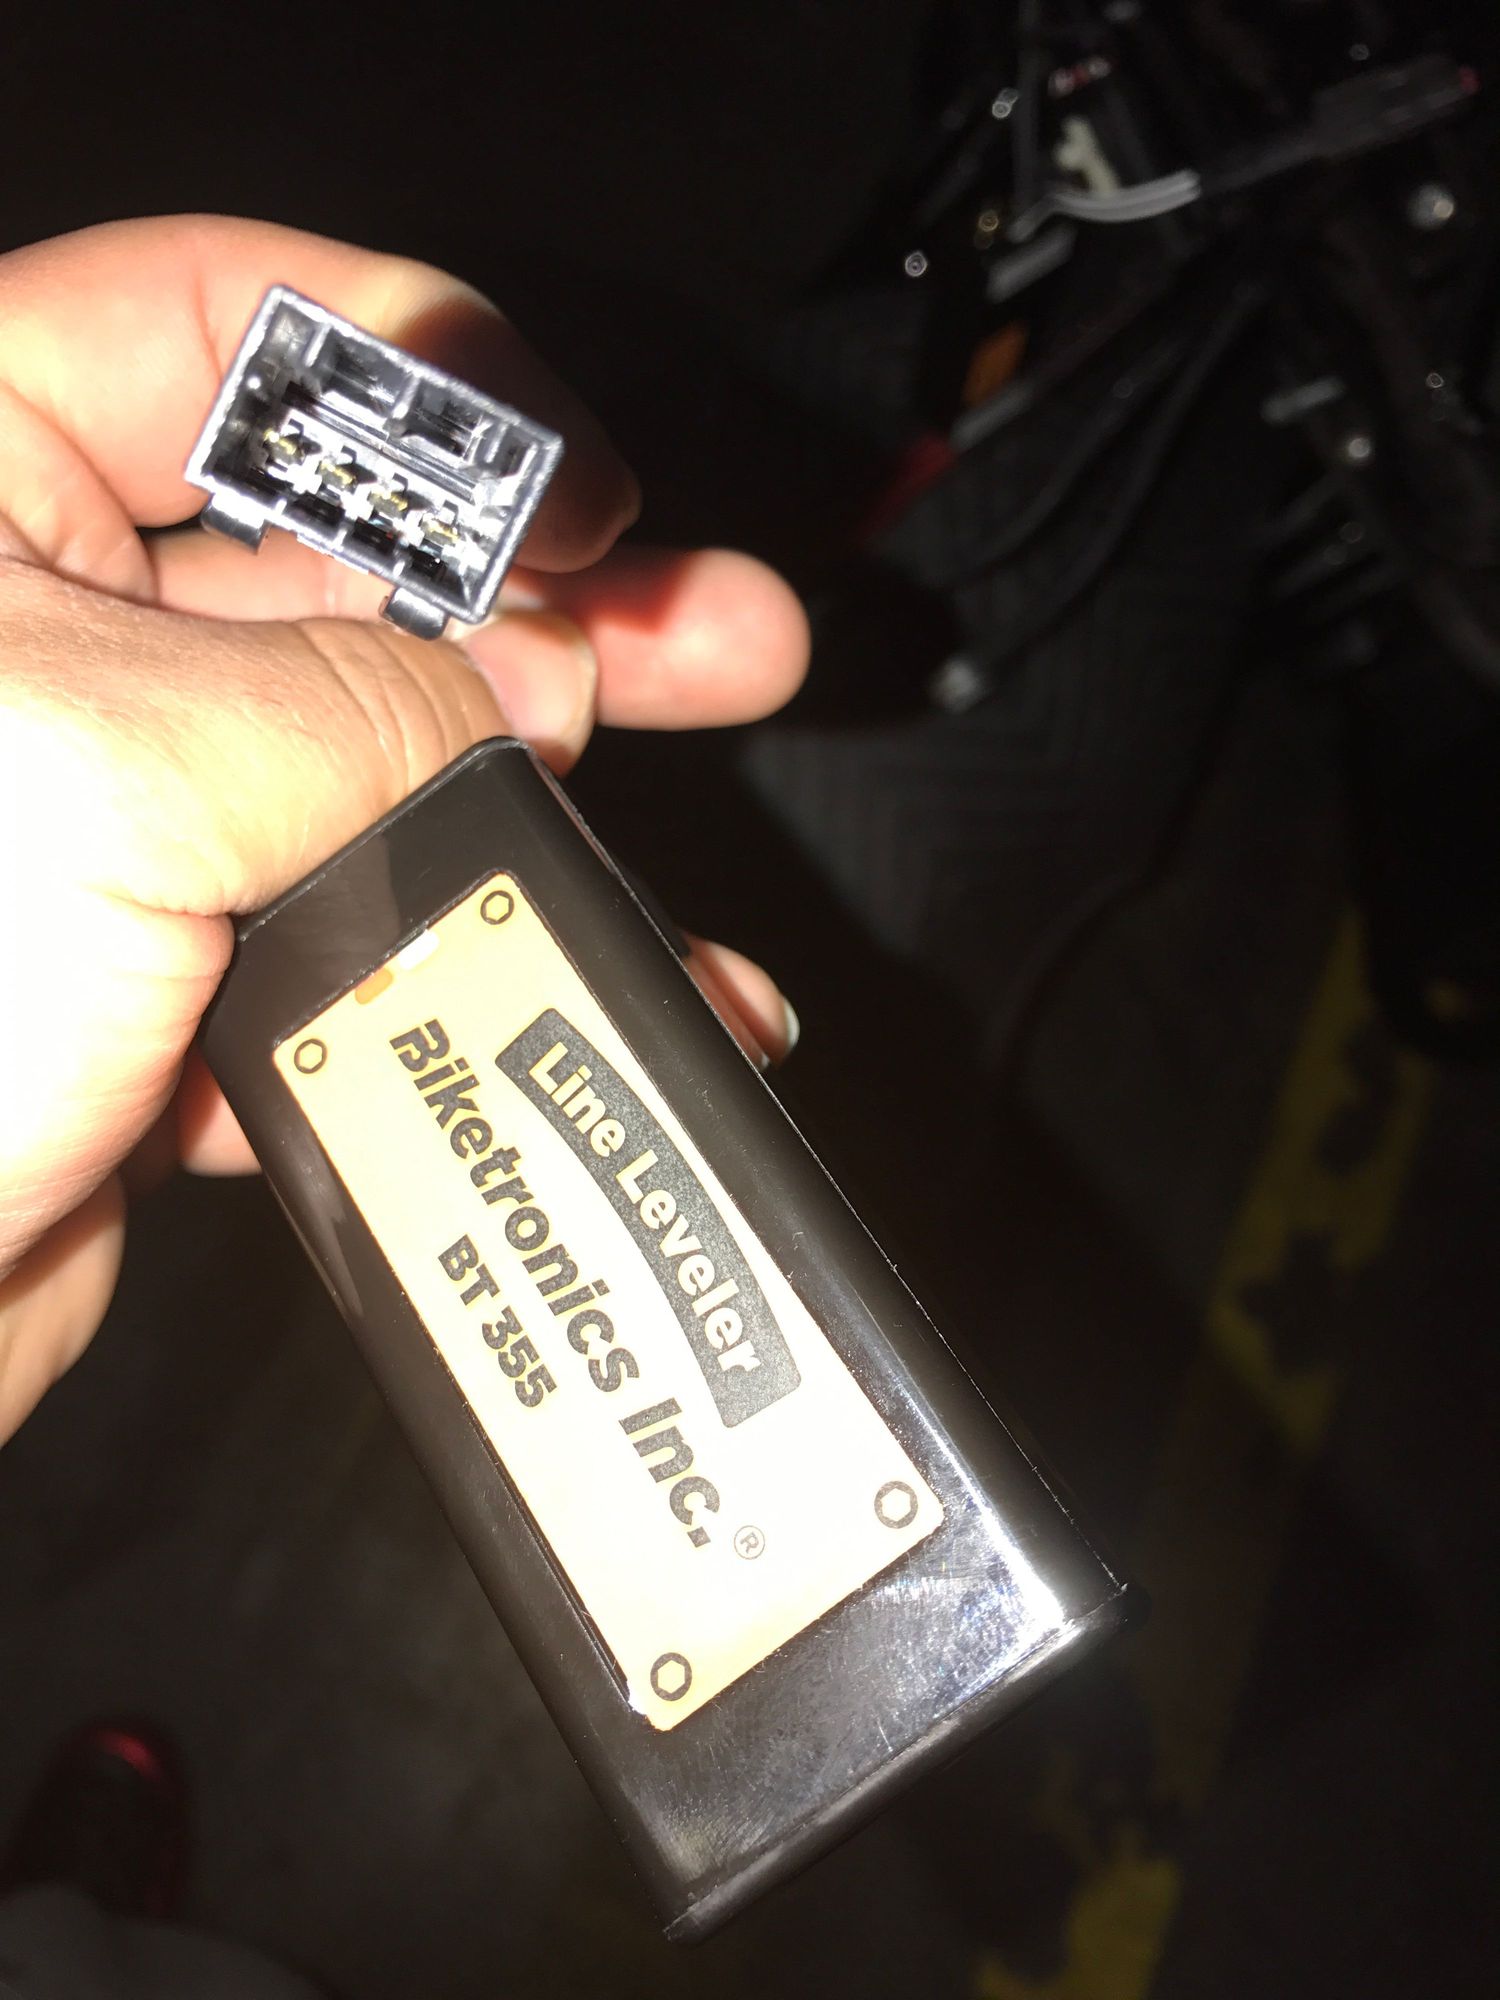 Line Leveler
Biketronics Inc.®
BT 355